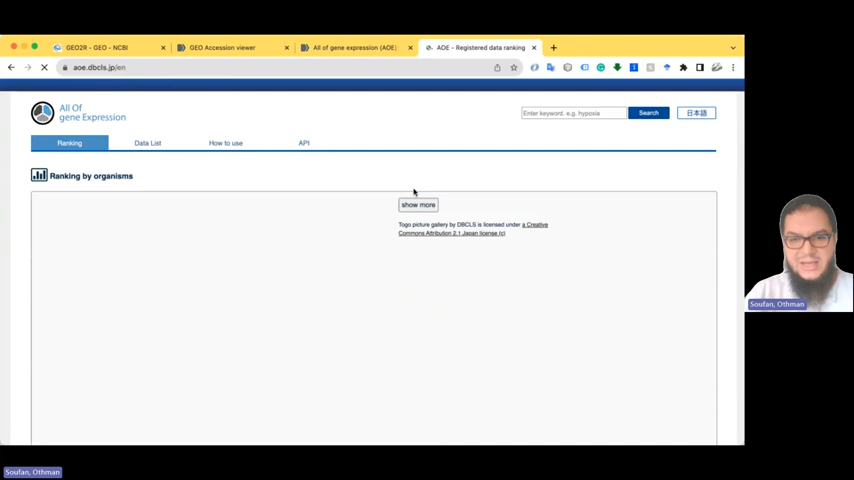 GEO2R - GEO - NCBI
GEO Accession viewer
All of gene expression (AOE)
AOE - Registered data ranking
aoe.dbcls.jp/en
All Of
gene Expression
Enter keyword. e.g. hypoxia
Search
日本語
Ranking
Data List
How to use
API
Ranking by organisms
show more
Togo picture gallery by DBCLS is licensed under a Creative
Commons Attribution 2.1 Japan license (c)
Soufan, Othman
Soufan, Othman